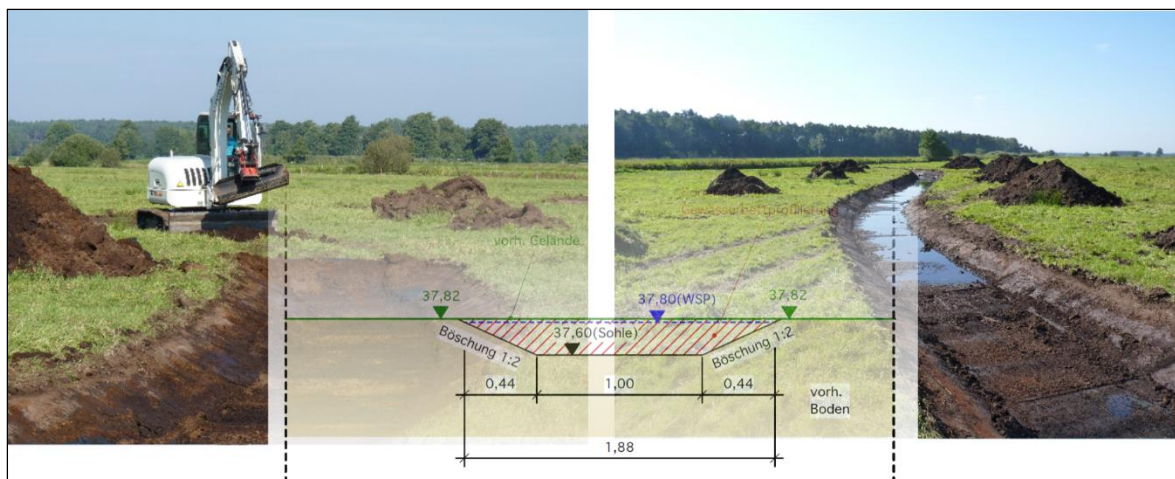 Gewässerbettprofilierung
vorh. Gelände
37,82
37,80(WSP)
37,82
37,60(Sohle)
Böschung 1:2
Böschung 1:2
0,44
1,00
0,44
vorh.
Boden
1,88